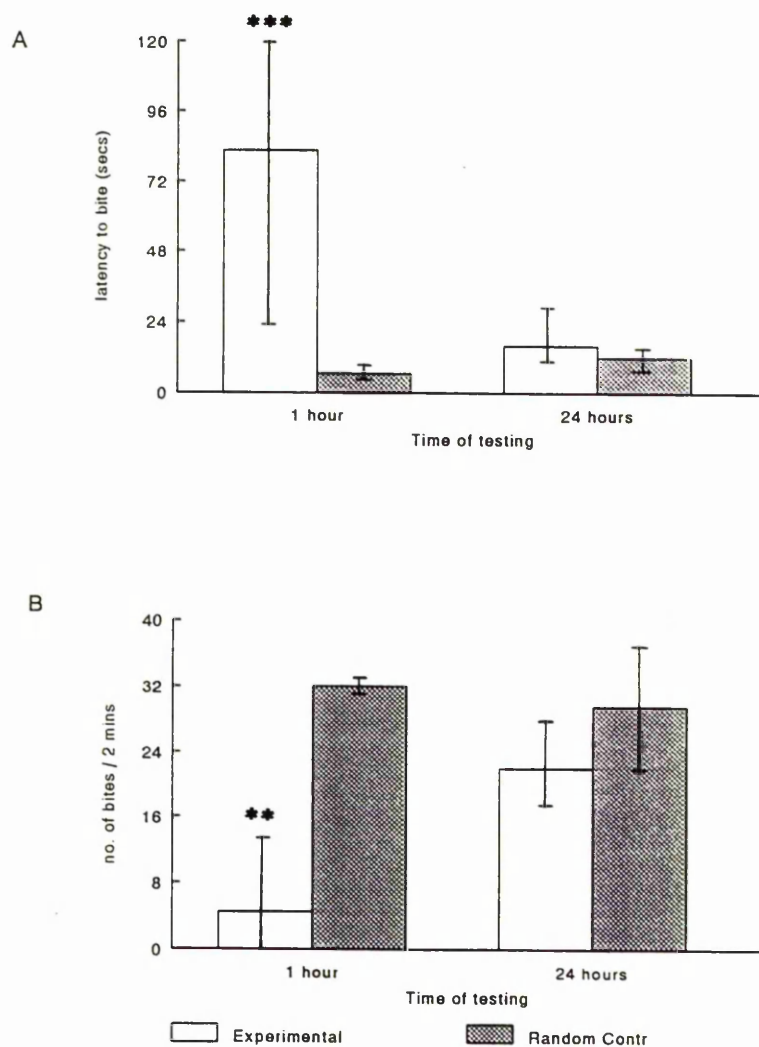 A
***
120
96
72
48
24
0
latency to bite (secs)
1 hour
24 hours
Time of testing
B
40
32
24
16
8
0
no. of bites / 2 mins
**
1 hour
24 hours
Time of testing
Experimental
Random Contr